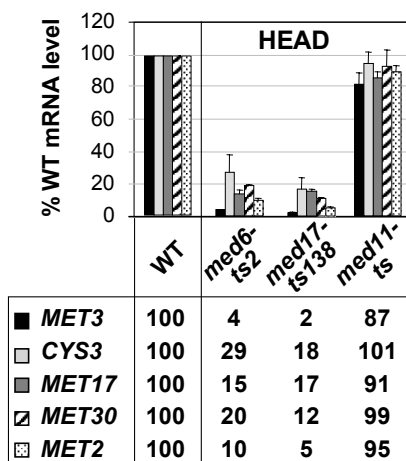 % WT mRNA level
120
100
80
60
40
20
0
HEAD
WT
med6-
ts2
med17-
ts138
med11-
ts
MET3 100 4 2 87
CYS3 100 29 18 101
MET17 100 15 17 91
MET30 100 20 12 99
MET2 100 10 5 95